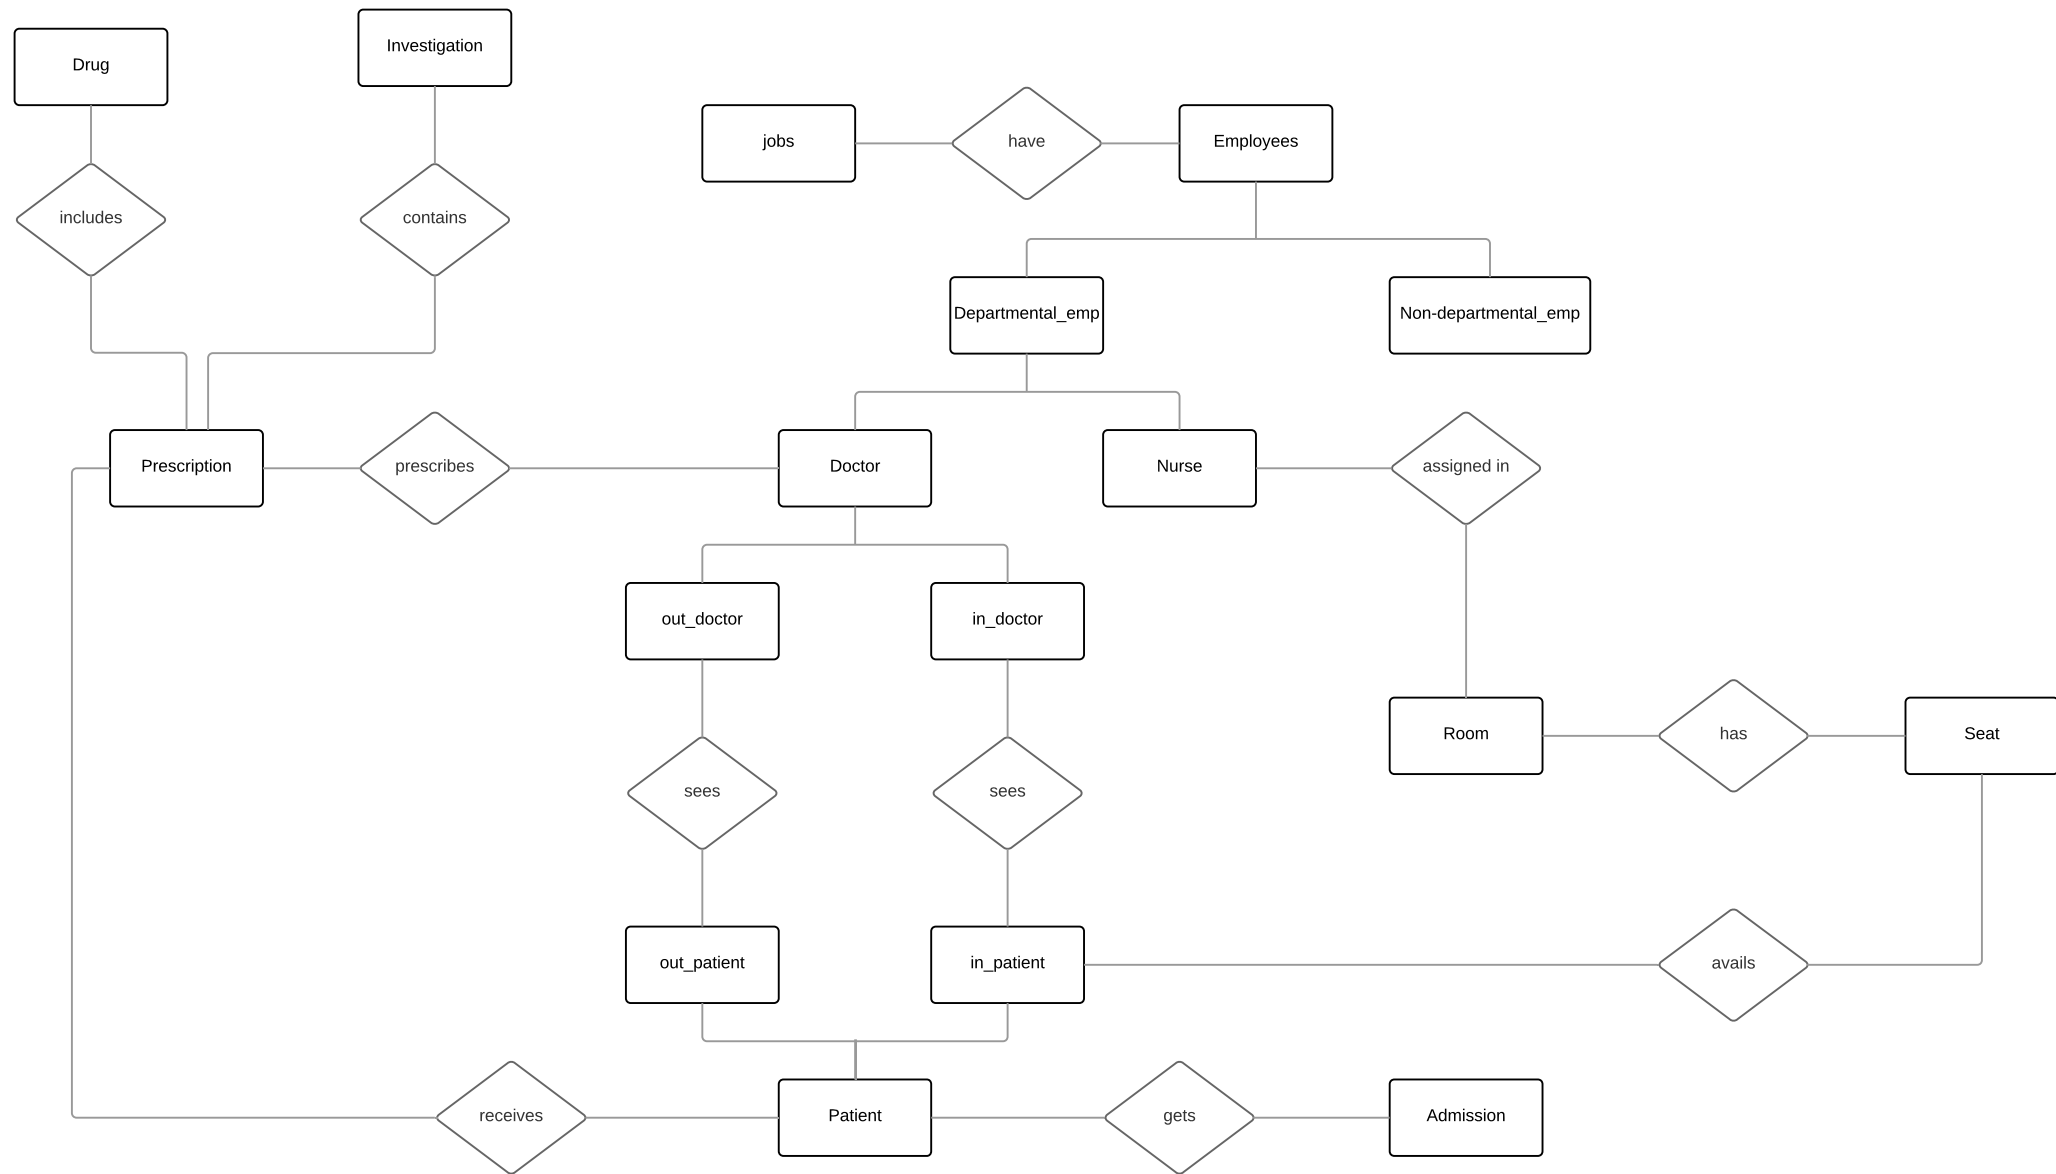 Investigation
Drug
jobs
have
Employees
includes
contains
Departmental_emp
Non-departmental_emp
Prescription
prescribes
Doctor
Nurse
assigned in
out_doctor
in_doctor
Room
has
Seat
sees
sees
out_patient
in_patient
avails
receives
Patient
gets
Admission